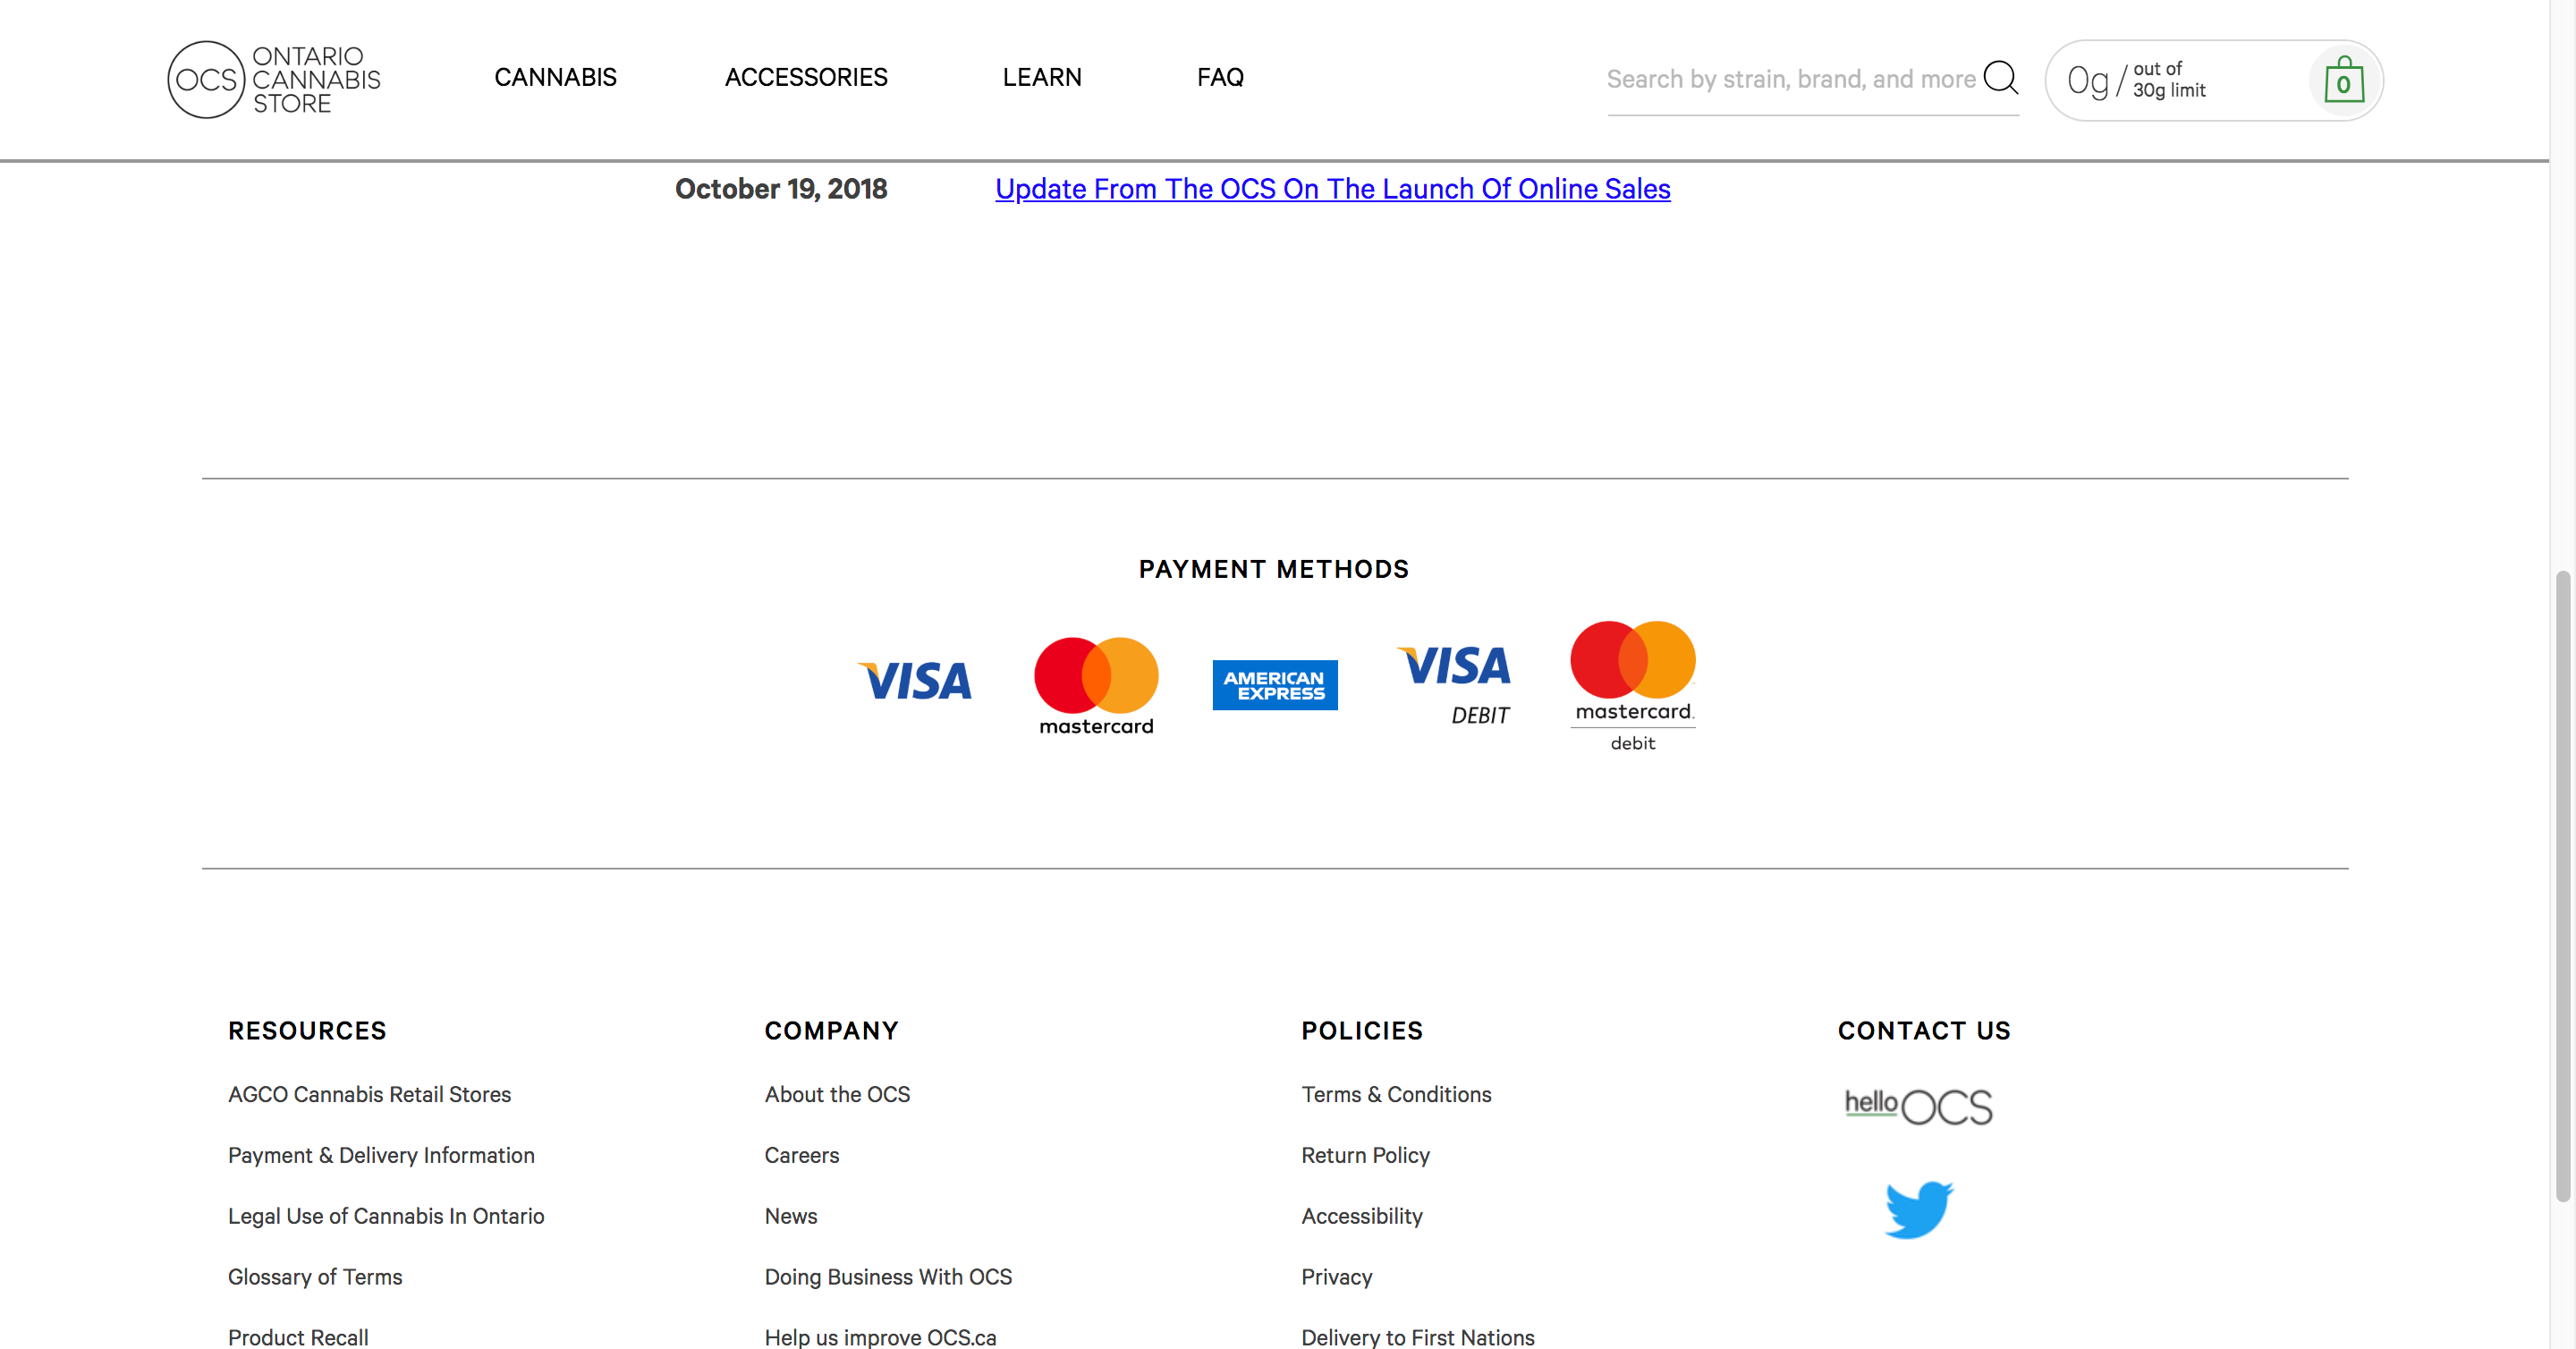 OCS ONTARIO CANNABIS STORE
CANNABIS
ACCESSORIES
LEARN
FAQ
Search by strain, brand, and more
0g / out of 30g limit
0
October 19, 2018
Update From The OCS On The Launch Of Online Sales
PAYMENT METHODS
VISA
mastercard
AMERICAN EXPRESS
VISA DEBIT
mastercard. debit
RESOURCES
AGCO Cannabis Retail Stores
Payment & Delivery Information
Legal Use of Cannabis In Ontario
Glossary of Terms
Product Recall
COMPANY
About the OCS
Careers
News
Doing Business With OCS
Help us improve OCS.ca
POLICIES
Terms & Conditions
Return Policy
Accessibility
Privacy
Delivery to First Nations
CONTACT US
hello OCS